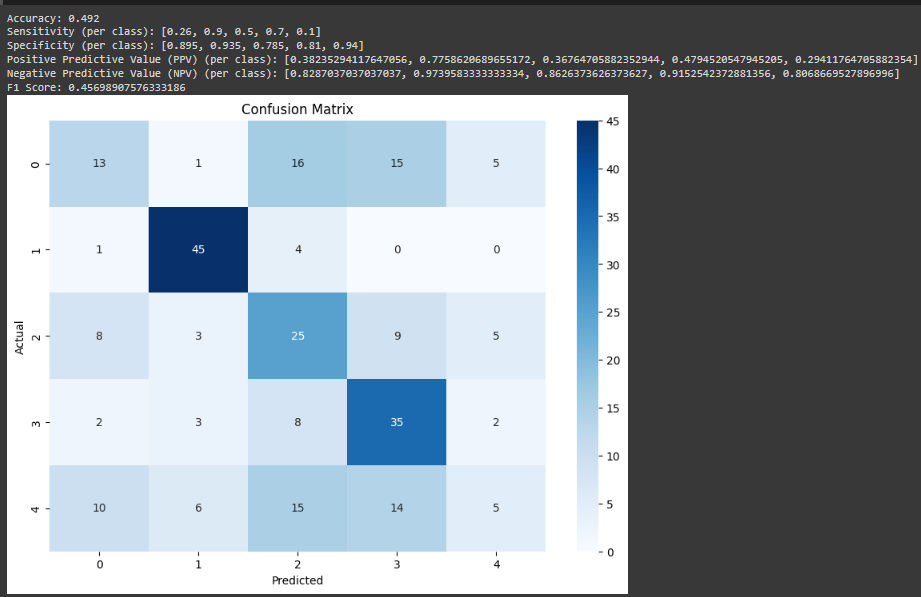 Accuracy: 0.492
Sensitivity (per class): [0.26, 0.9, 0.5, 0.7, 0.1]
Specificity (per class): [0.895, 0.935, 0.785, 0.81, 0.94]
Positive Predictive Value (PPV) (per class): [0.38235294117647056, 0.7758620689655172, 0.36764705882352944, 0.4794520547945205, 0.29411764705882354]
Negative Predictive Value (NPV) (per class): [0.8287037037037037, 0.9739583333333334, 0.8626373626373627, 0.9152542372881356, 0.8068669527896996]
F1 Score: 0.45698907576333186
Confusion Matrix
0 13 1 16 15 5
1 1 45 4 0 0
2 8 3 25 9 5
3 2 3 8 35 2
4 10 6 15 14 5
0 1 2 3 4
Predicted
Actual
45
40
35
30
25
20
15
10
5
0